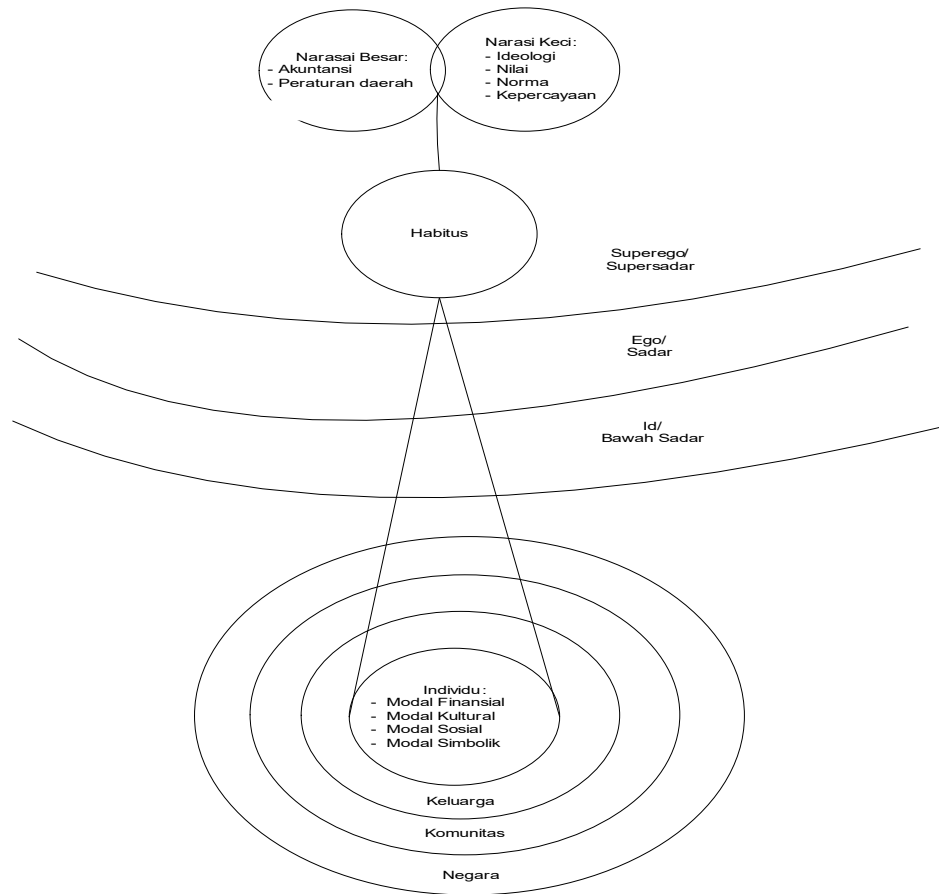 Narasai Besar:
- Akuntansi
- Peraturan daerah
Narasi Keci:
- Ideologi
- Nilai
- Norma
- Kepercayaan
Habitus
Superego/
Supersadar
Ego/
Sadar
Id/
Bawah Sadar
Individu:
- Modal Finansial
- Modal Kultural
- Modal Sosial
- Modal Simbolik
Keluarga
Komunitas
Negara